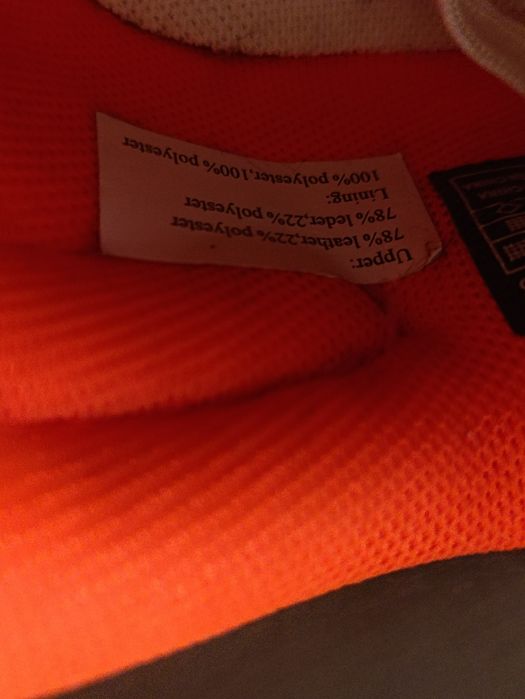 Upper:
78% leather,22% polyester
78% leder,22% polyester
Lining:
100% polyester,100% polyester